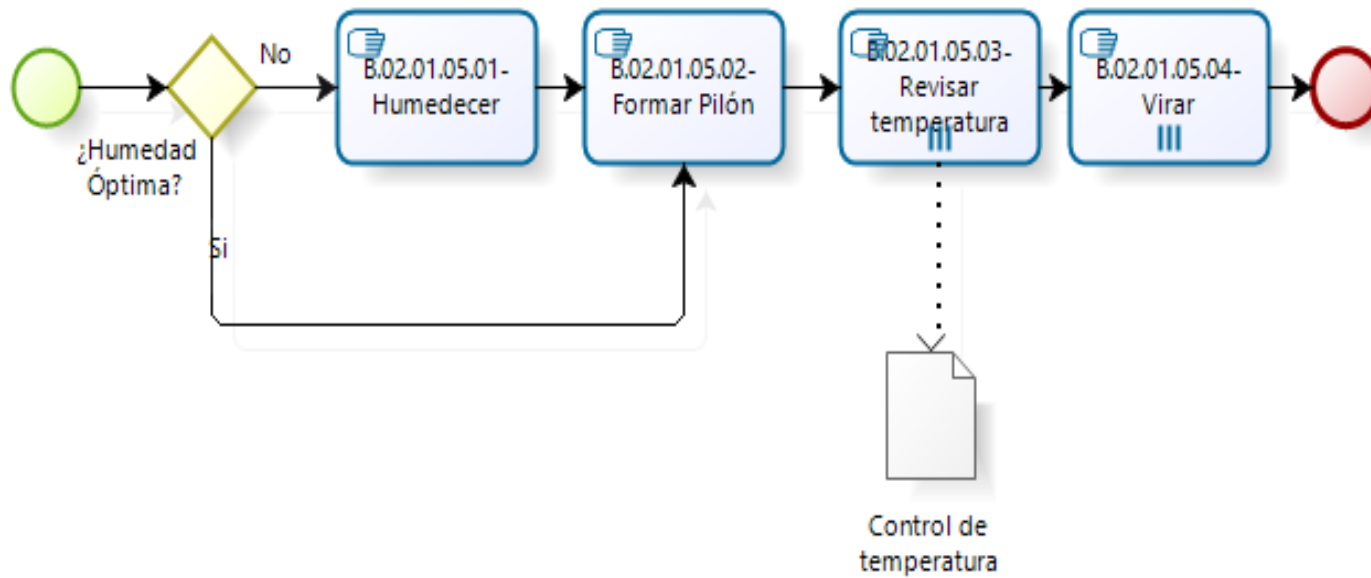 No
B.02.01.05.01-
Humedecer
B.02.01.05.02-
Formar Pilón
B.02.01.05.03-
Revisar
temperatura
B.02.01.05.04-
Virar
¿Humedad
Óptima?
Si
Control de
temperatura